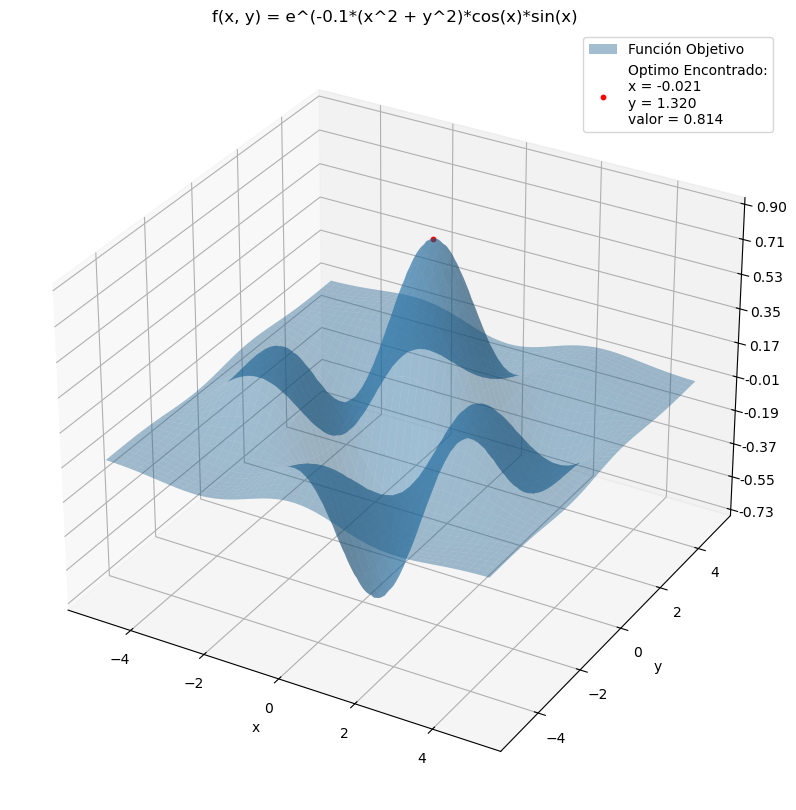 f(x, y) = e^(-0.1*(x^2 + y^2)*cos(x)*sin(x)
Función Objetivo
Optimo Encontrado:
x = -0.021
y = 1.320
valor = 0.814
0.90
0.71
0.53
0.35
0.17
-0.01
-0.19
-0.37
-0.55
-0.73
4
2
0
−2
−4
y
−4
−2
0
2
4
x